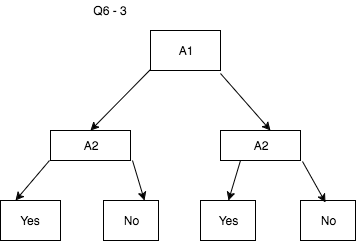 Q6 - 3
A1
A2 A2
Yes No Yes No